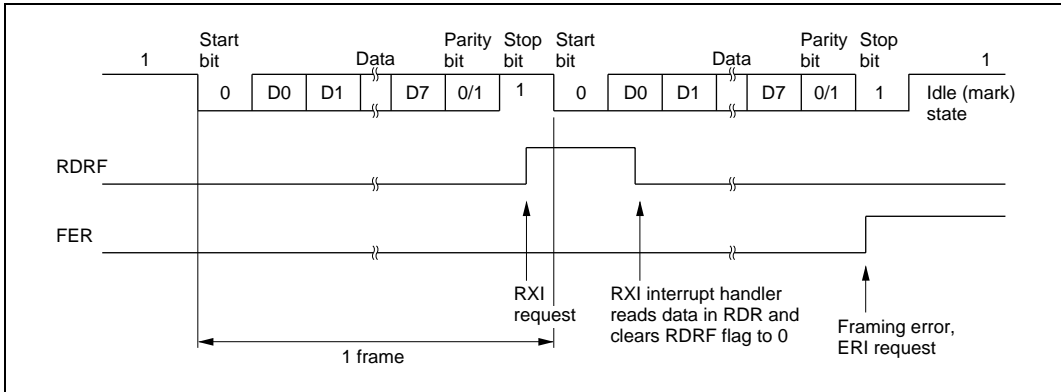 Start bit
Data
Parity bit
Stop bit
Start bit
Data
Parity bit
Stop bit
1
1
0
D0
D1
D7
0/1
1
0
D0
D1
D7
0/1
1
Idle (mark) state
RDRF
FER
RXI request
RXI interrupt handler
reads data in RDR and
clears RDRF flag to 0
Framing error,
ERI request
1 frame